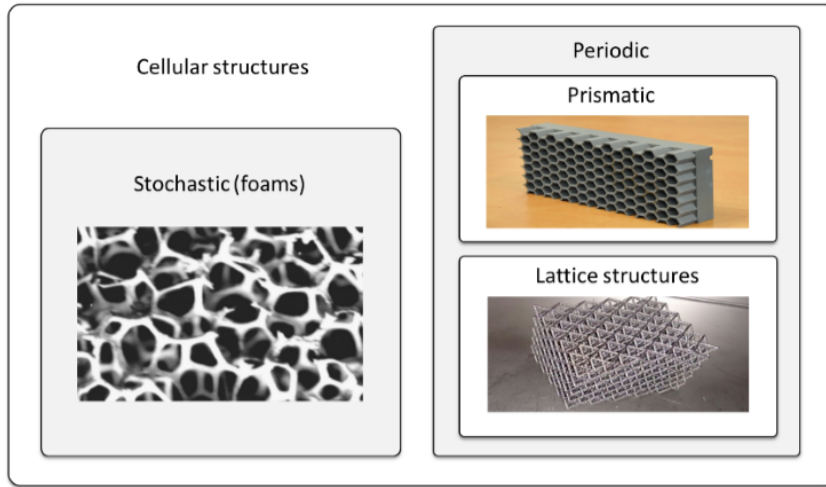 Cellular structures
Stochastic (foams)
Periodic
Prismatic
Lattice structures